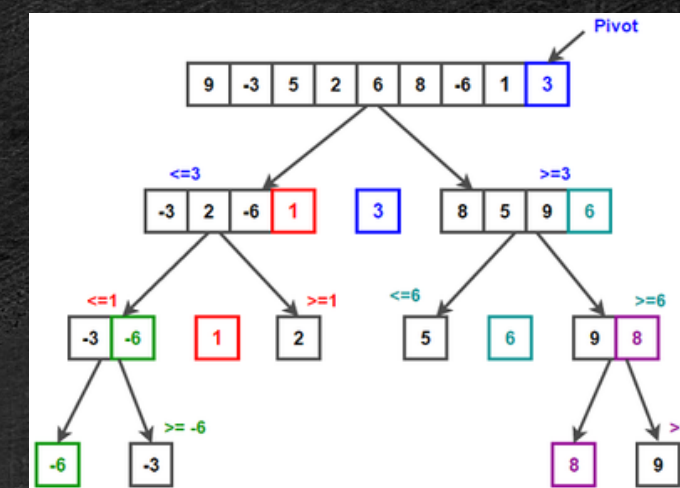 Pivot
9 -3 5 2 6 8 -6 1 3
<=3 >=3
-3 2 -6 1 3 8 5 9 6
<=1 >=1 <=6 >=6
-3 -6 1 2 5 6 9 8
>= -6 >
-6 -3 8 9